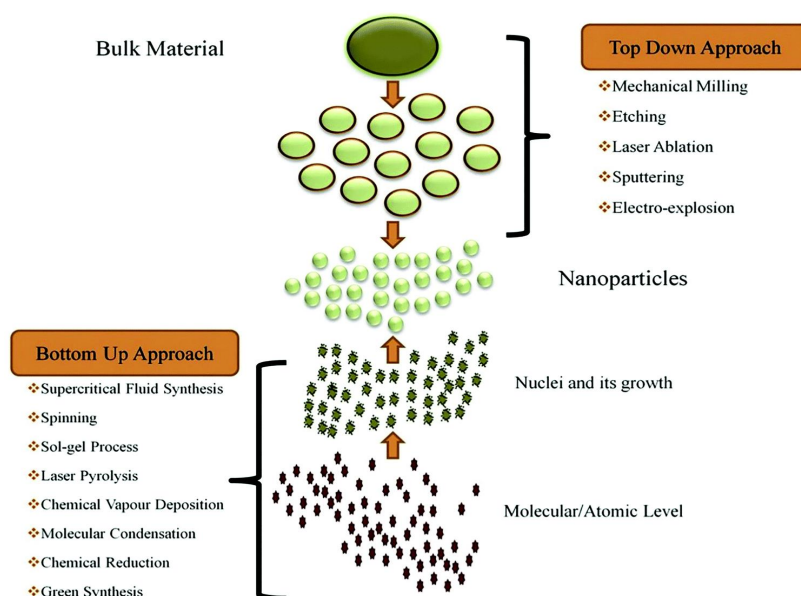 Bulk Material
Top Down Approach
❖Mechanical Milling
❖Etching
❖Laser Ablation
❖Sputtering
❖Electro-explosion
Nanoparticles
Bottom Up Approach
❖Supercritical Fluid Synthesis
❖Spinning
❖Sol-gel Process
❖Laser Pyrolysis
❖Chemical Vapour Deposition
❖Molecular Condensation
❖Chemical Reduction
❖Green Synthesis
Nuclei and its growth
Molecular/Atomic Level